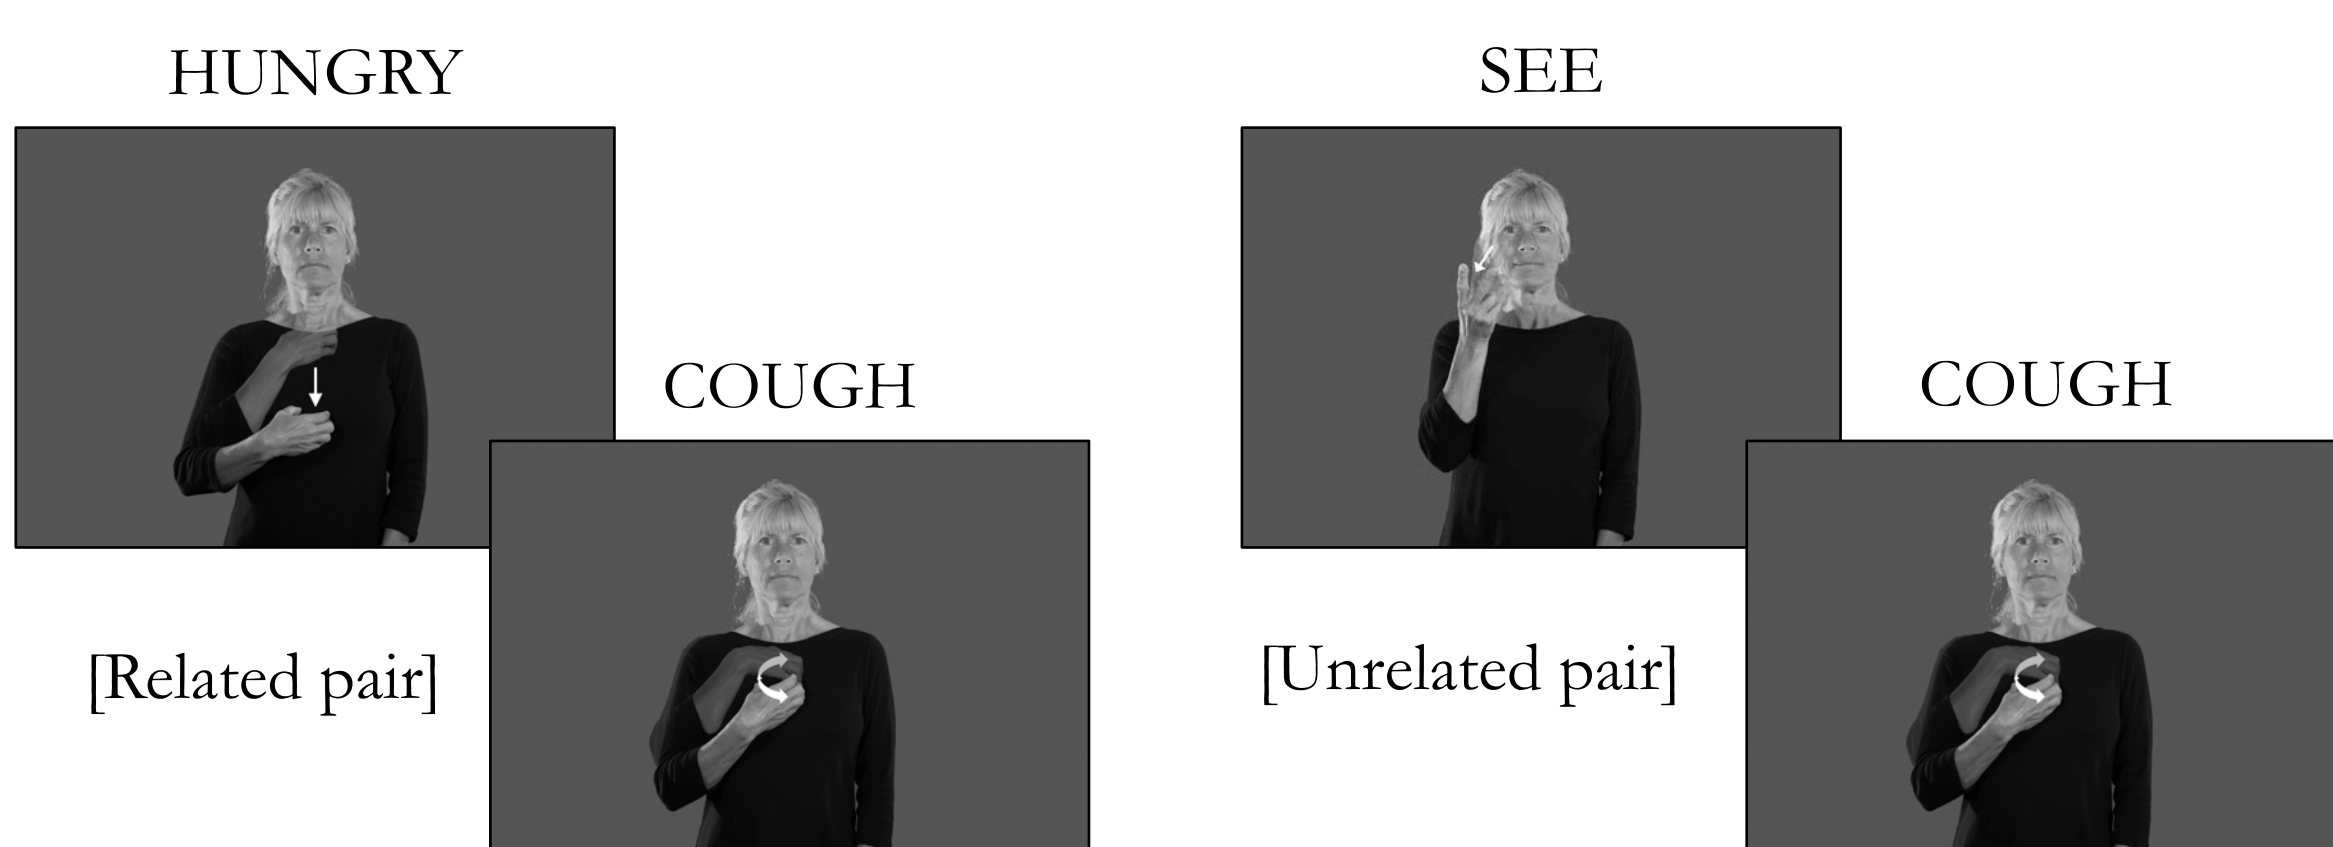 HUNGRY
COUGH
[Related pair]
SEE
COUGH
[Unrelated pair]